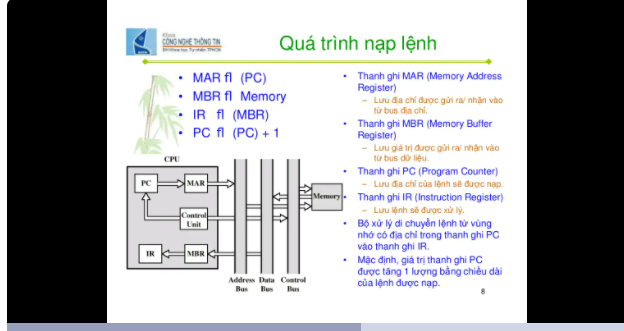 Khoa
CÔNG NGHỆ THÔNG TIN
Quá trình nạp lệnh
• MAR fl (PC)
• MBR fl Memory
• IR fl (MBR)
• PC fl (PC) + 1
CPU
PC
MAR
Control
Unit
IR
MBR
Memory
Address
Bus
Data
Bus
Control
Bus
• Thanh ghi MAR (Memory Address
Register)
– Lưu địa chỉ được gửi ra/ nhận vào
từ bus địa chỉ.
• Thanh ghi MBR (Memory Buffer
Register)
– Lưu giá trị được gửi ra/ nhận vào
từ bus dữ liệu.
• Thanh ghi PC (Program Counter)
– Lưu địa chỉ của lệnh sẽ được nạp.
• Thanh ghi IR (Instruction Register)
– Lưu lệnh sẽ được xử lý.
• Bộ xử lý di chuyển lệnh từ vùng
nhớ có địa chỉ trong thanh ghi PC
vào thanh ghi IR.
• Mặc định, giá trị thanh ghi PC
được tăng 1 lượng bằng chiều dài
của lệnh được nạp.
8